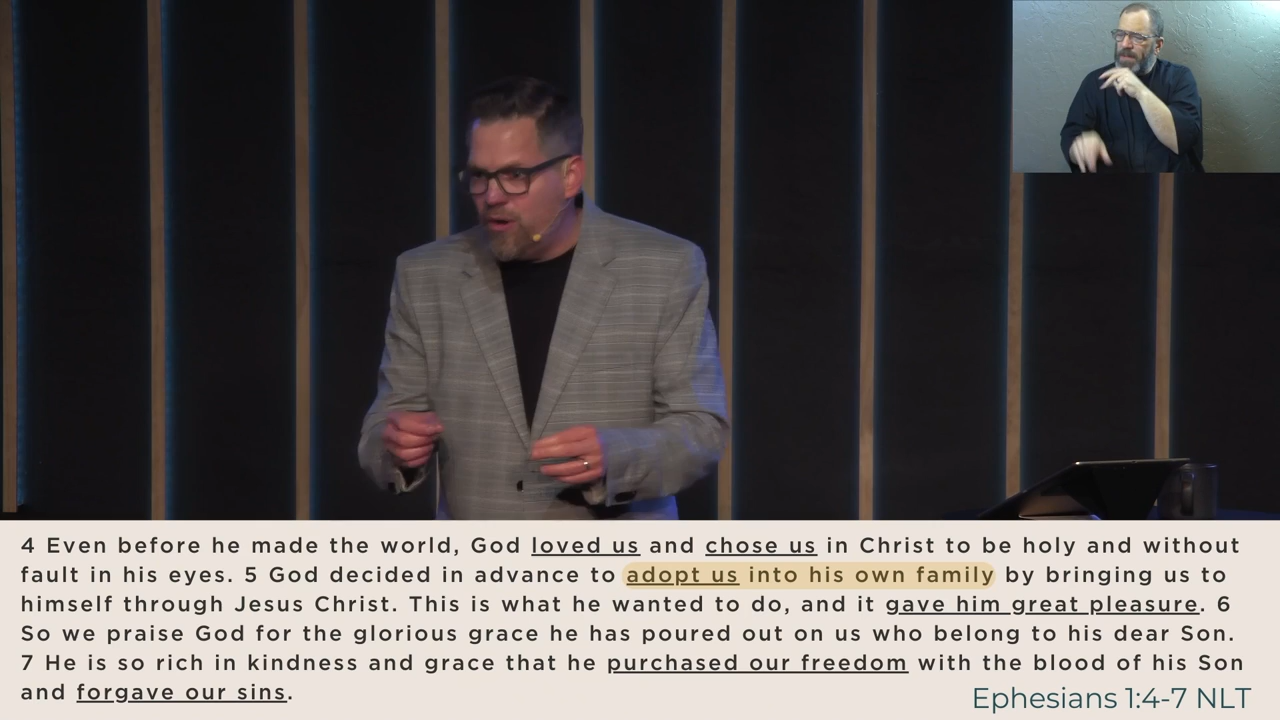 4 Even before he made the world, God loved us and chose us in Christ to be holy and without
fault in his eyes. 5 God decided in advance to adopt us into his own family by bringing us to
himself through Jesus Christ. This is what he wanted to do, and it gave him great pleasure. 6
So we praise God for the glorious grace he has poured out on us who belong to his dear Son.
7 He is so rich in kindness and grace that he purchased our freedom with the blood of his Son
and forgave our sins.
Ephesians 1:4-7 NLT